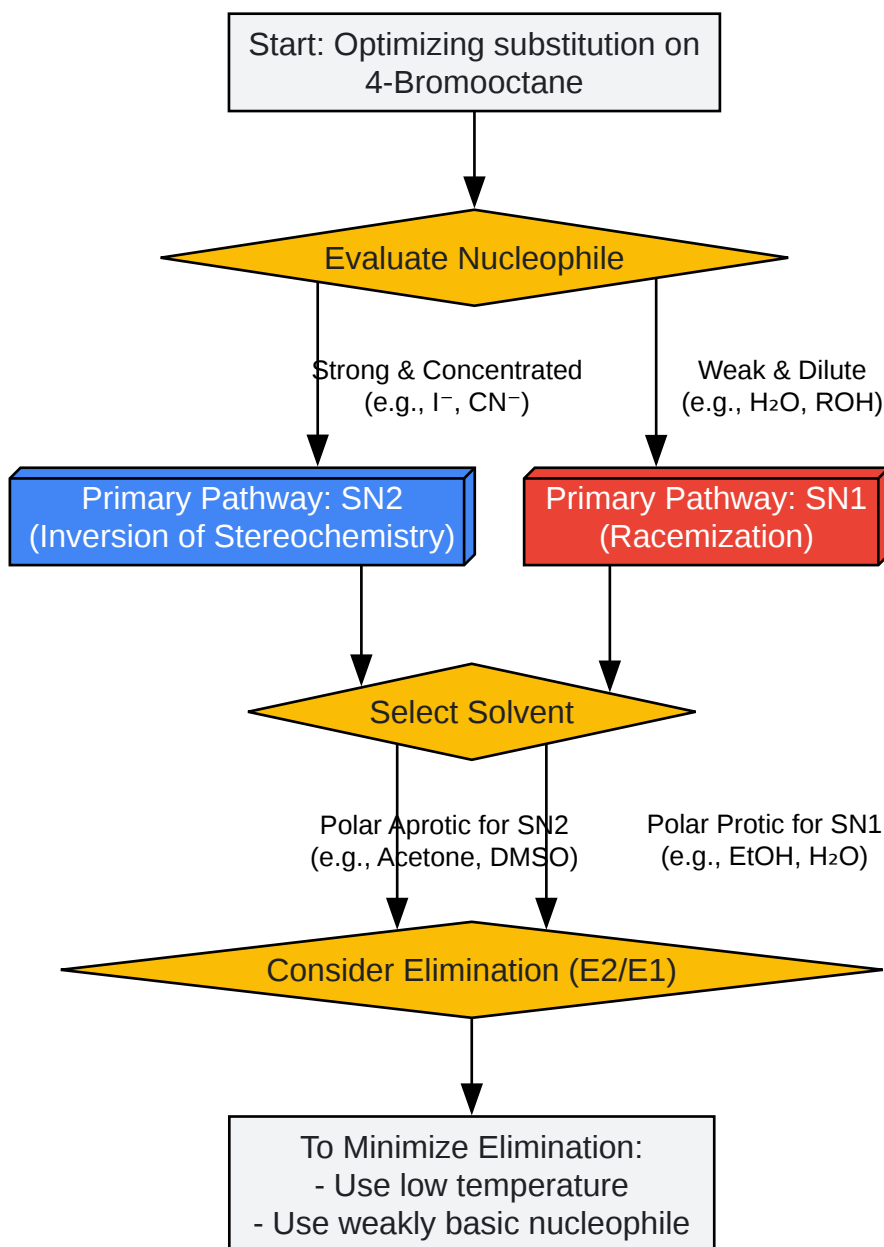 Start: Optimizing substitution on
4-Bromooctane
Evaluate Nucleophile
Strong & Concentrated
(e.g., I⁻, CN⁻)
Weak & Dilute
(e.g., H₂O, ROH)
Primary Pathway: SN2
(Inversion of Stereochemistry)
Primary Pathway: SN1
(Racemization)
Select Solvent
Polar Aprotic for SN2
(e.g., Acetone, DMSO)
Polar Protic for SN1
(e.g., EtOH, H₂O)
Consider Elimination (E2/E1)
To Minimize Elimination:
- Use low temperature
- Use weakly basic nucleophile